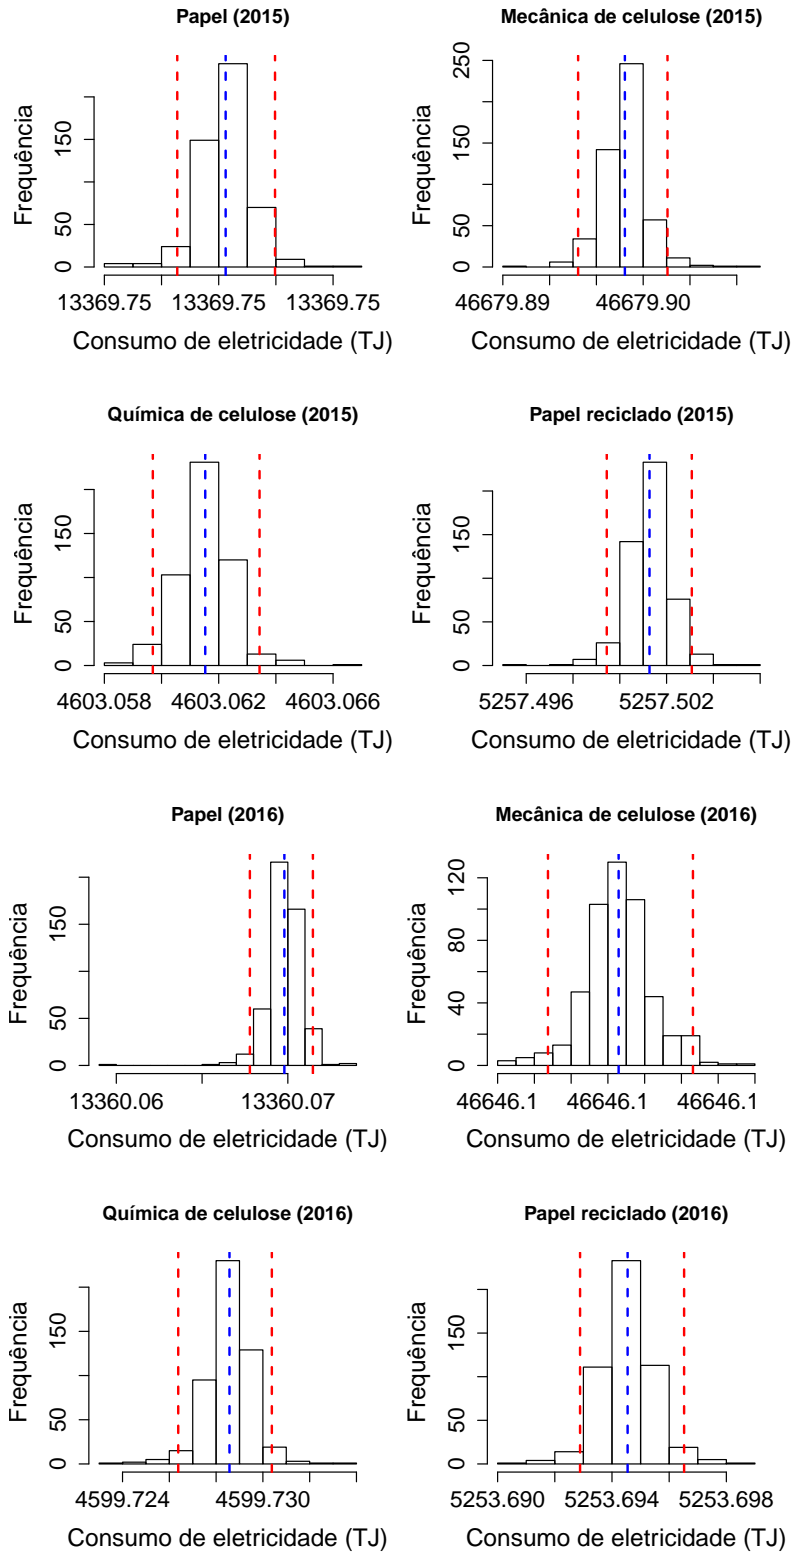 Papel (2015)
Frequência
0
50
150
13369.75
13369.75
13369.75
Consumo de eletricidade (TJ)
Mecânica de celulose (2015)
Frequência
0
50
150
250
46679.89
46679.90
Consumo de eletricidade (TJ)
Química de celulose (2015)
Frequência
0
50
150
4603.058
4603.062
4603.066
Consumo de eletricidade (TJ)
Papel reciclado (2015)
Frequência
0
50
150
5257.496
5257.502
Consumo de eletricidade (TJ)
Papel (2016)
Frequência
0
50
150
13360.06
13360.07
Consumo de eletricidade (TJ)
Mecânica de celulose (2016)
Frequência
0
40
80
120
46646.1
46646.1
46646.1
Consumo de eletricidade (TJ)
Química de celulose (2016)
Frequência
0
50
150
4599.724
4599.730
Consumo de eletricidade (TJ)
Papel reciclado (2016)
Frequência
0
50
150
5253.690
5253.694
5253.698
Consumo de eletricidade (TJ)